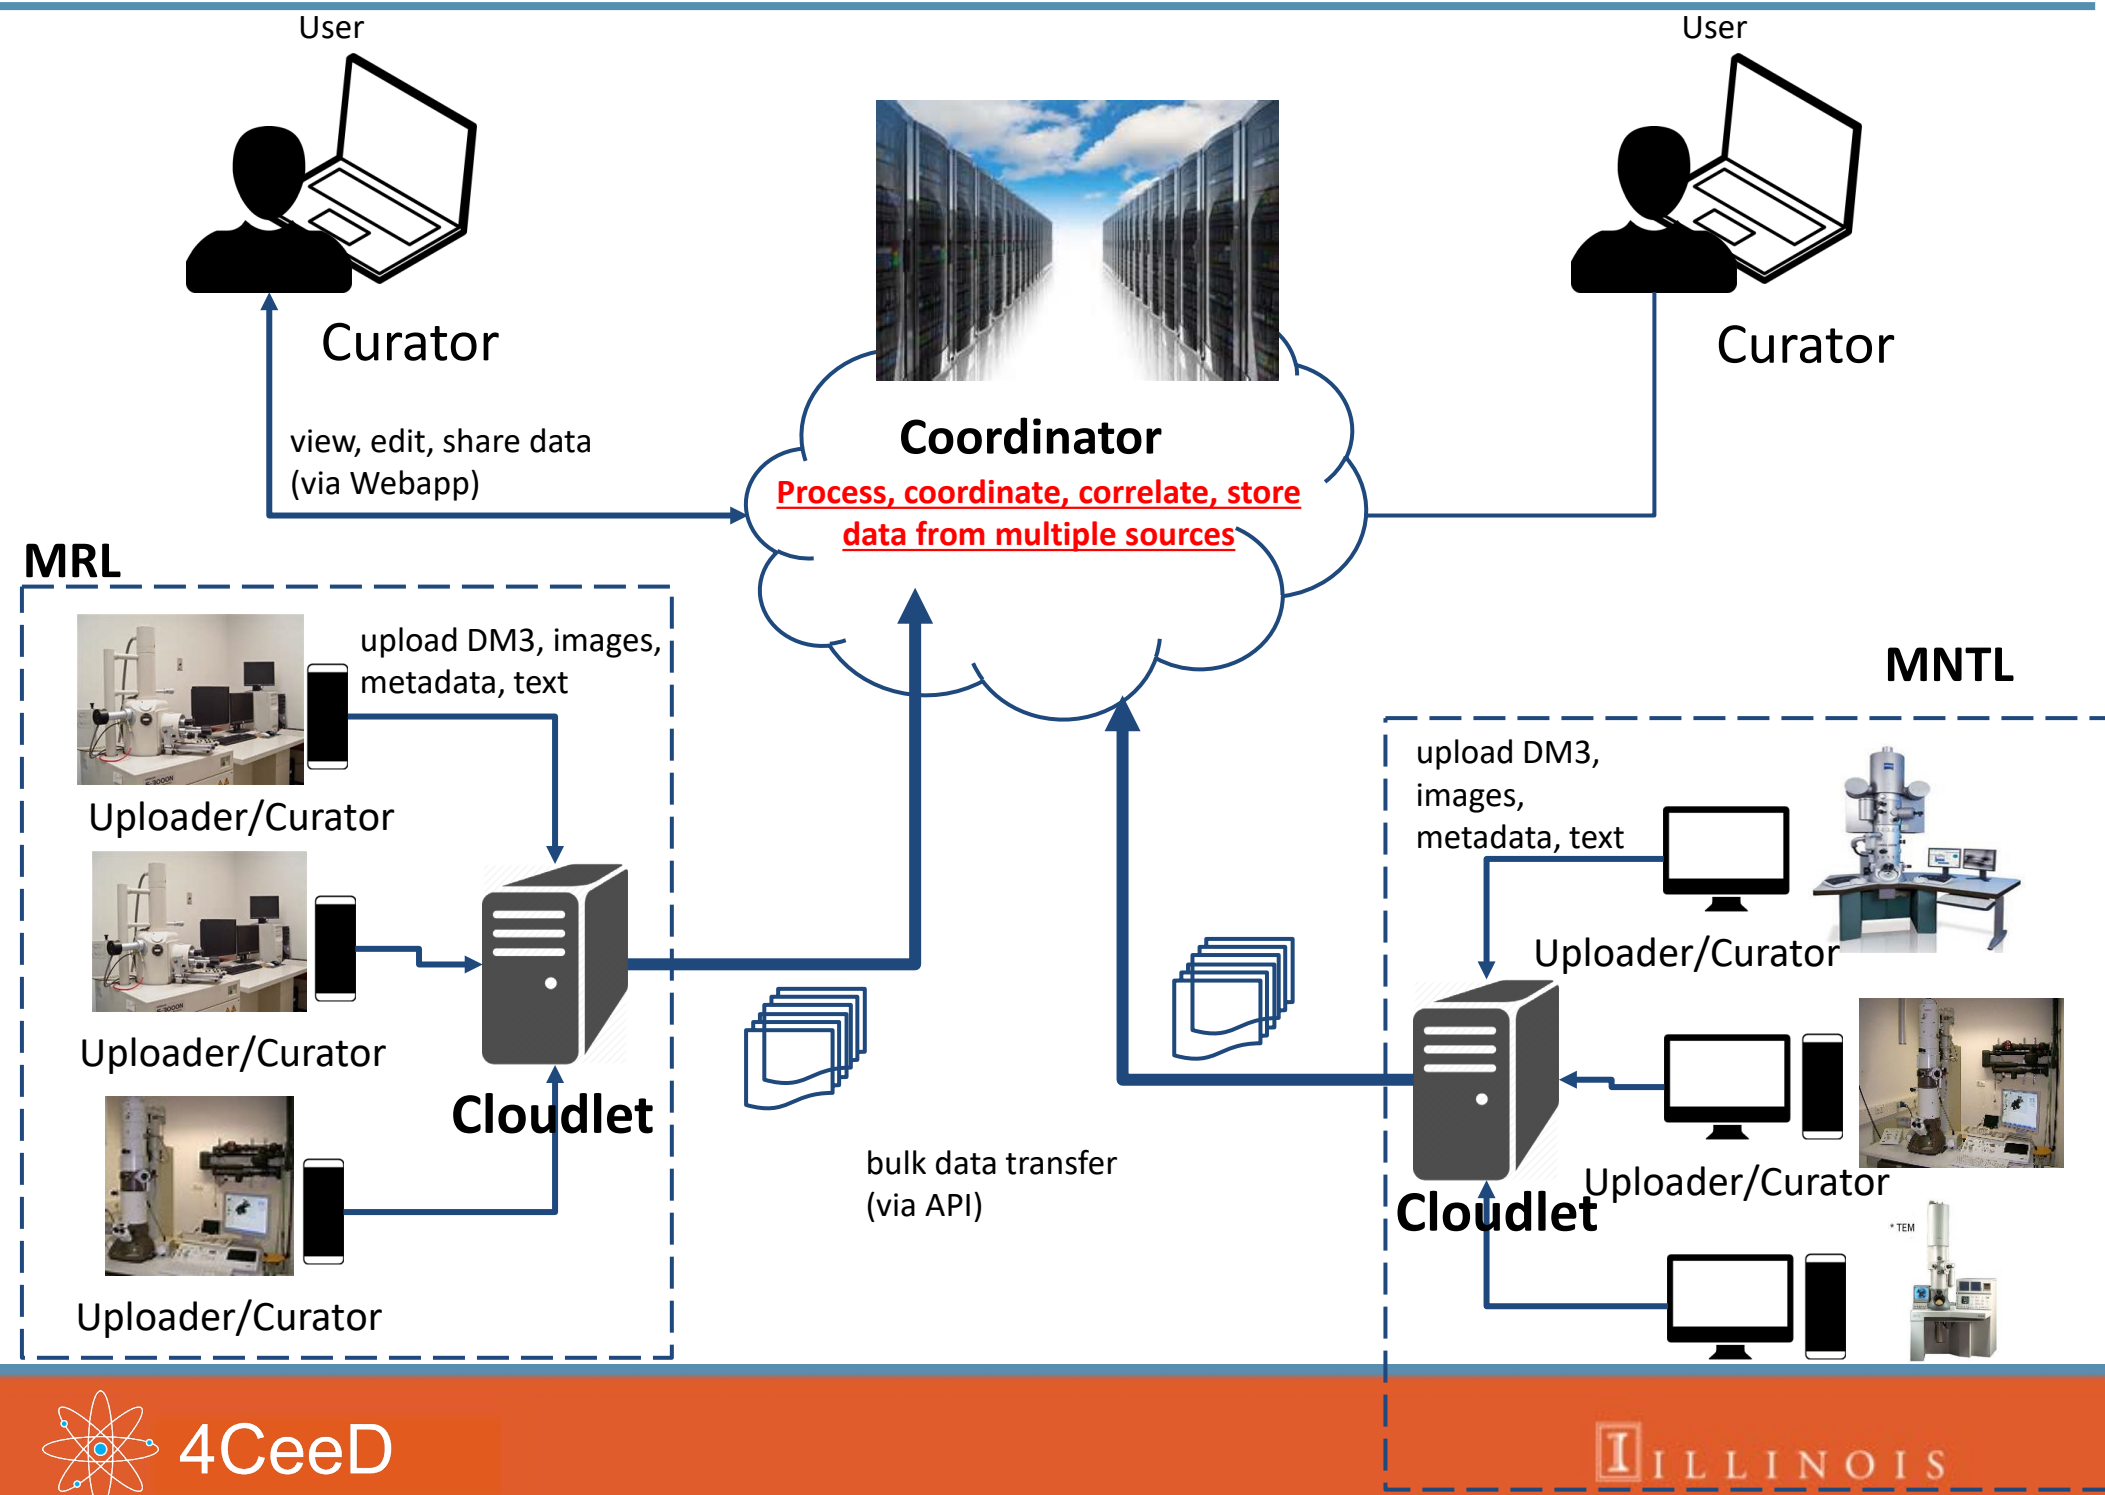 User
User
Curator
Curator
view, edit, share data
(via Webapp)
Coordinator
Process, coordinate, correlate, store
data from multiple sources
MRL
upload DM3, images,
metadata, text
Uploader/Curator
Uploader/Curator
Cloudlet
Uploader/Curator
bulk data transfer
(via API)
MNTL
upload DM3,
images,
metadata, text
Uploader/Curator
Uploader/Curator
Cloudlet
* TEM
4CeeD
ILLINOIS